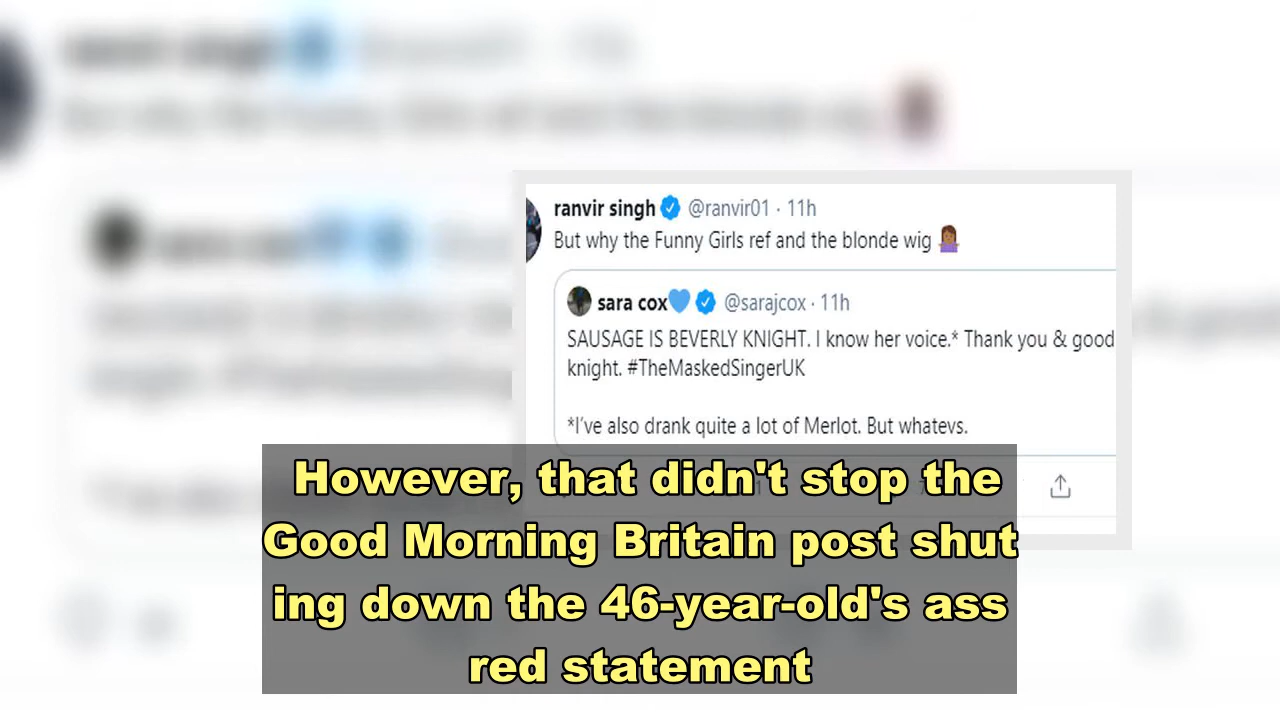 ranvir singh @ranvir01 · 11h
But why the Funny Girls ref and the blonde wig 🤷🏾‍♀️
sara cox💙 @sarajcox · 11h
SAUSAGE IS BEVERLY KNIGHT. I know her voice.* Thank you & good
knight. #TheMaskedSingerUK
*I've also drank quite a lot of Merlot. But whatevs.
However, that didn't stop the
Good Morning Britain post shut
ing down the 46-year-old's ass
red statement